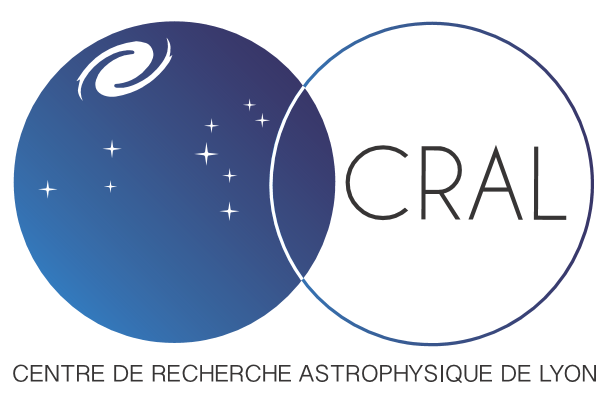 CRAL
CENTRE DE RECHERCHE ASTROPHYSIQUE DE LYON